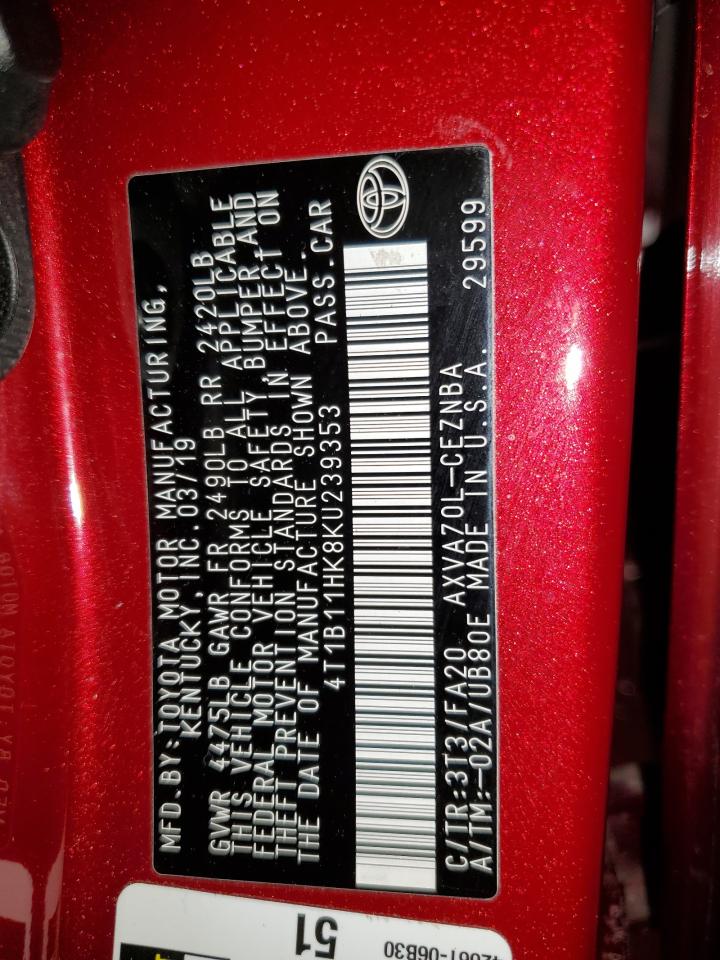 MFD.BY:TOYOTA MOTOR MANUFACTURING,
KENTUCKY, INC. 03/19
GVWR 4475LB GAWR FR 2490LB RR 2420LB
THIS VEHICLE CONFORMS TO ALL APPLICABLE
FEDERAL MOTOR VEHICLE SAFETY, BUMPER AND
THEFT PREVENTION STANDARDS IN EFFECT ON
THE DATE OF MANUFACTURE SHOWN ABOVE.
4T1B11HK8KU239353 PASS.CAR
C/TR:3T3/FA20 AXVA70L-CEZNBA
A/TM:-02A/UB80E MADE IN U.S.A. 29599
51
42661-06B30